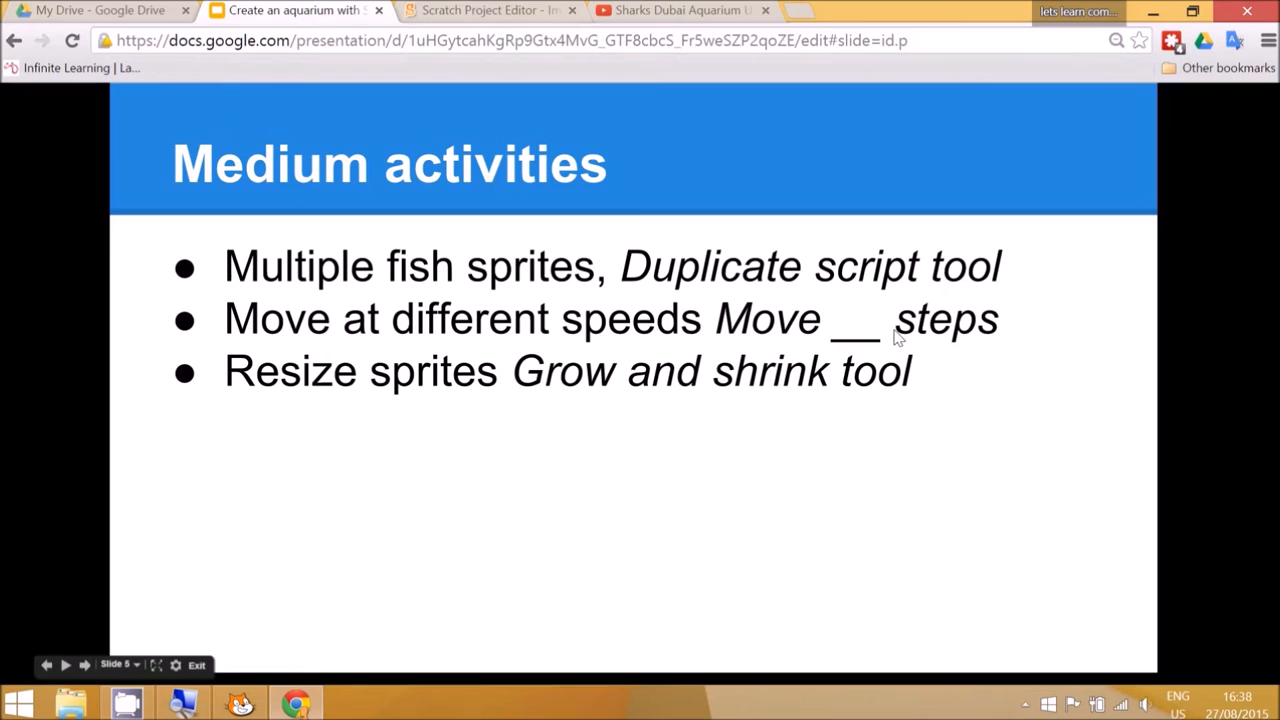 My Drive - Google Drive
Create an aquarium with S
Scratch Project Editor - Im
Sharks Dubai Aquarium U
lets learn com...
https://docs.google.com/presentation/d/1uHGytcahKgRp9Gtx4MvG_GTF8cbcS_Fr5weSZP2qoZE/edit#slide=id.p
Infinite Learning | La...
Other bookmarks
Medium activities
● Multiple fish sprites, Duplicate script tool
● Move at different speeds Move __ steps
● Resize sprites Grow and shrink tool
Slide 5
Exit
ENG
US
16:38
27/08/2015